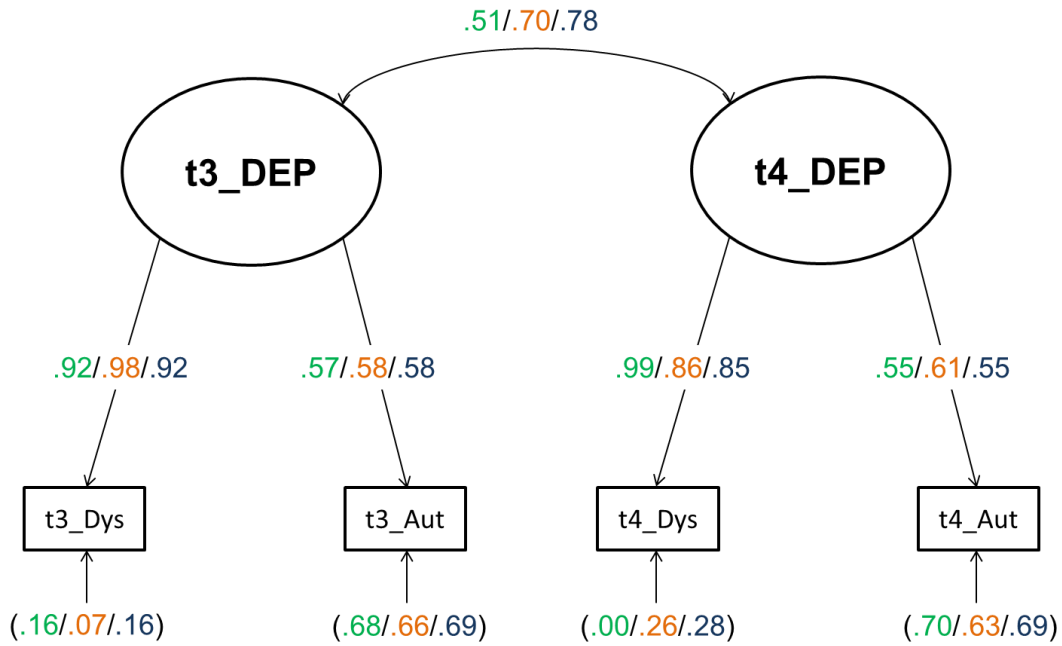 .51/.70/.78
t3_DEP
t4_DEP
.92/.98/.92
.57/.58/.58
.99/.86/.85
.55/.61/.55
t3_Dys
t3_Aut
t4_Dys
t4_Aut
(.16/.07/.16)
(.68/.66/.69)
(.00/.26/.28)
(.70/.63/.69)